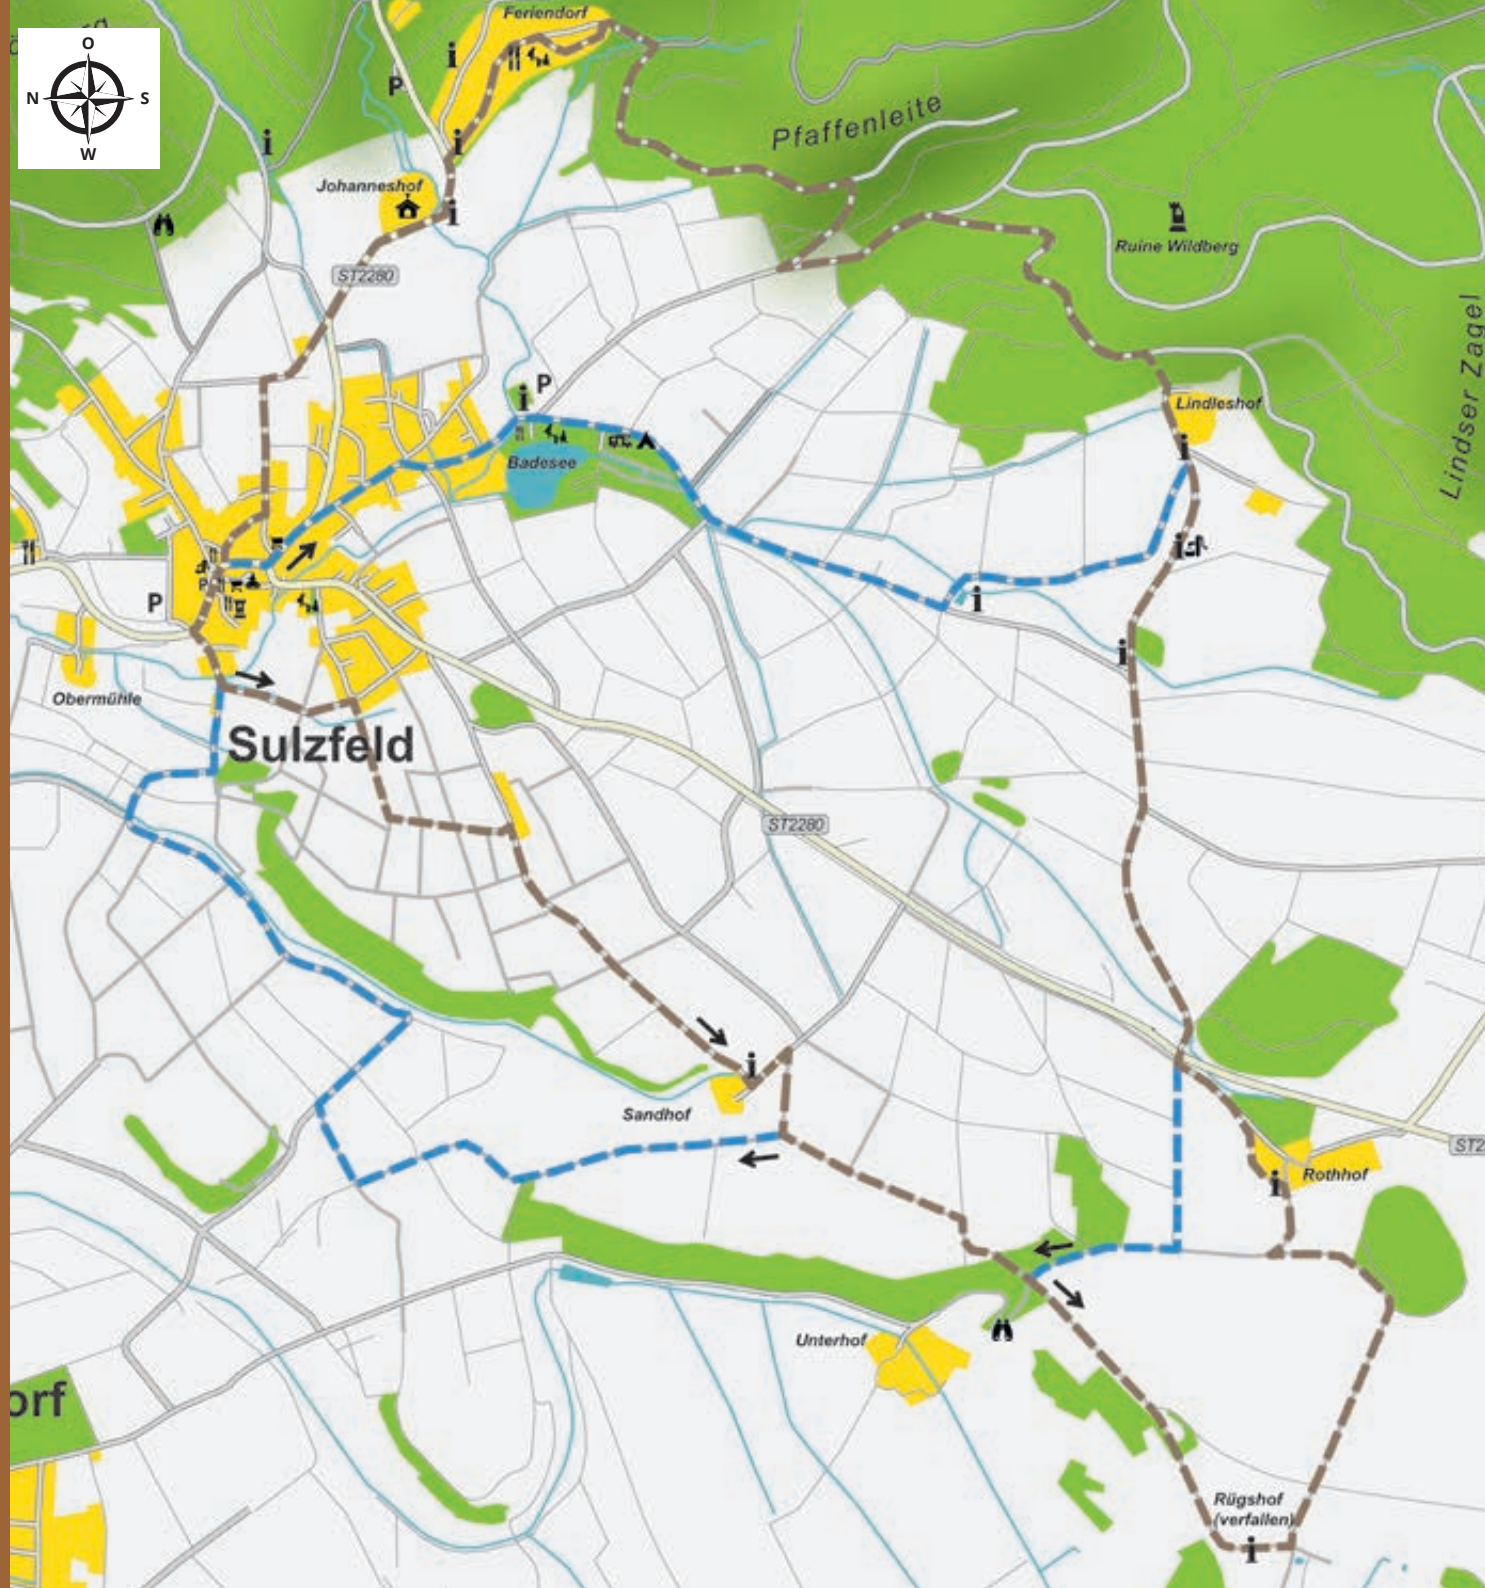 Feriendorf
O
N
S
W
i
P
Pfaffenleite
i
i
Johanneshof
i
Ruine Wildberg
ST2280
Lindser Zagel
P
i
Lindleshof
i
Badesee
i
P
P
i
i
Obermühle
Sulzfeld
ST2280
i
Sandhof
ST2
Rothhof
i
Unterhof
orf
Rügshof
(verfallen)
i